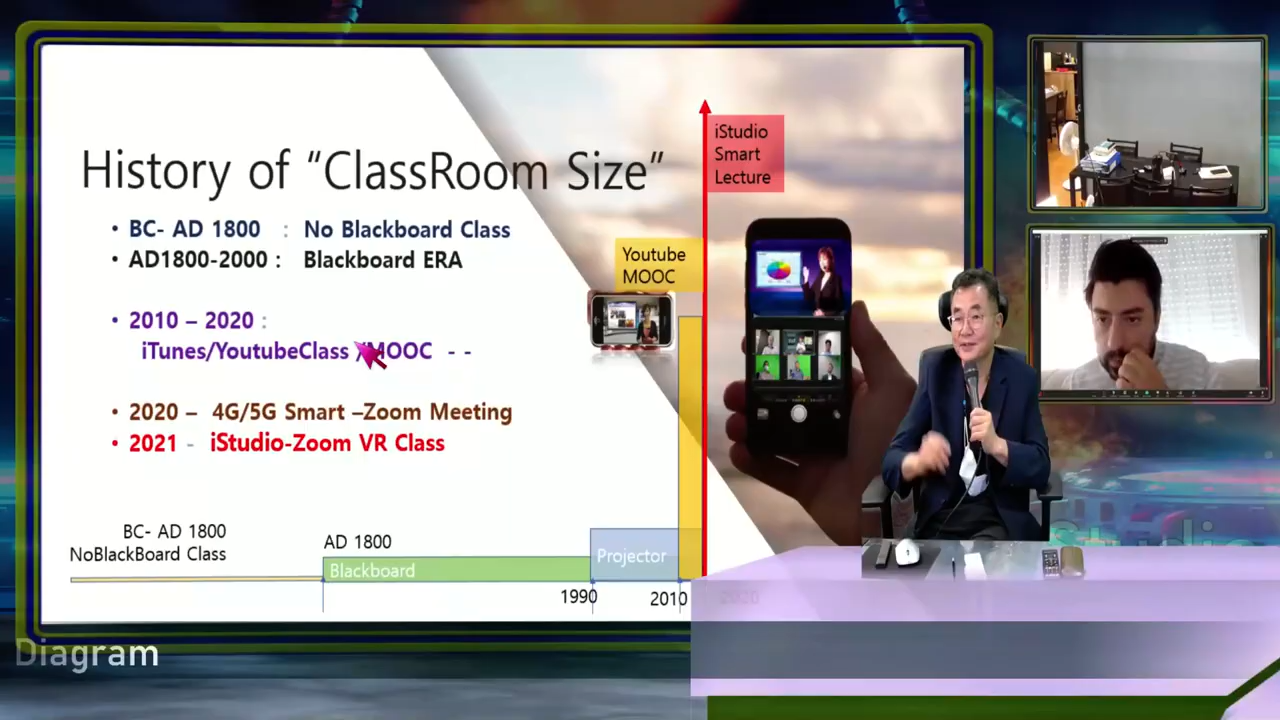 History of “ClassRoom Size”
• BC- AD 1800 : No Blackboard Class
• AD1800-2000 : Blackboard ERA
• 2010 – 2020 :
iTunes/YoutubeClass /MOOC - -
• 2020 – 4G/5G Smart –Zoom Meeting
• 2021 - iStudio-Zoom VR Class
iStudio
Smart
Lecture
Youtube
MOOC
BC- AD 1800
NoBlackBoard Class
AD 1800
Blackboard
Projector
1990
2010
2020
Diagram
Studio